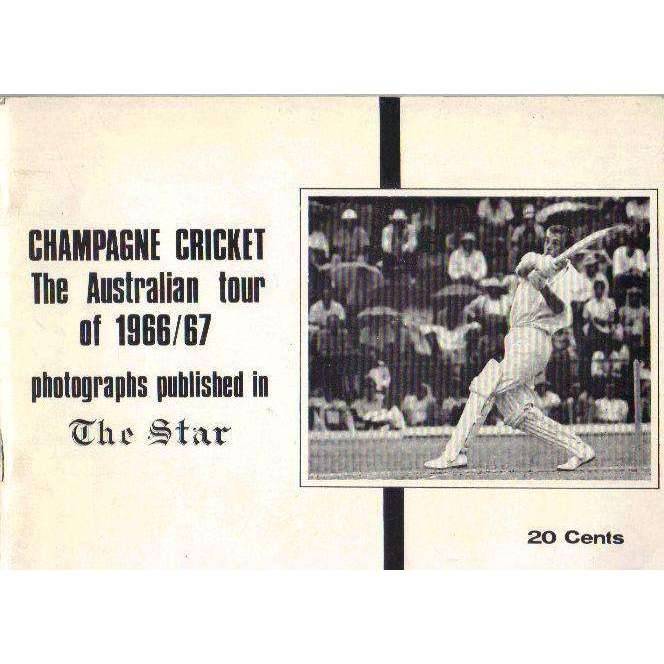 CHAMPAGNE CRICKET
The Australian tour
of 1966/67
photographs published in
The Star
20 Cents